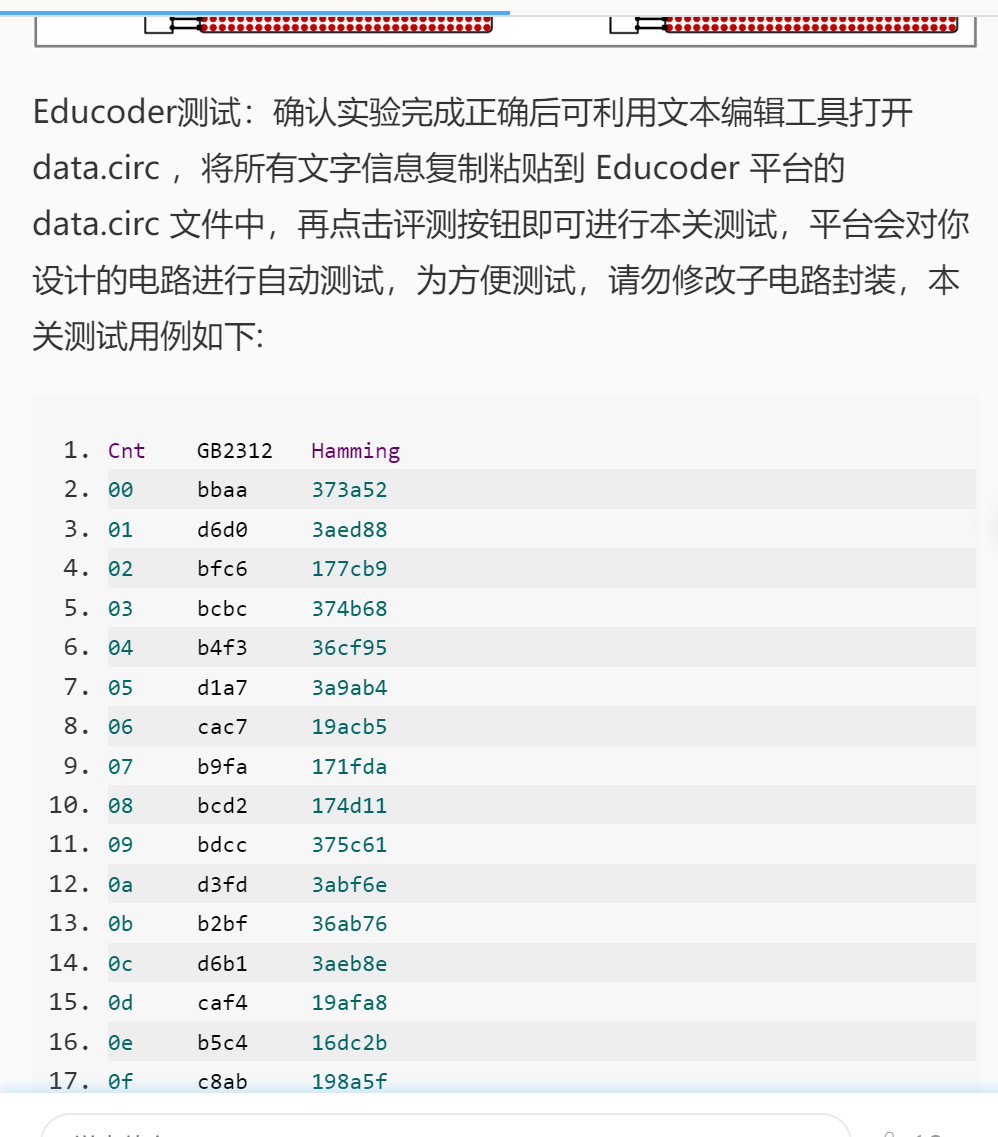 Educoder测试：确认实验完成正确后可利用文本编辑工具打开
data.circ ，将所有文字信息复制粘贴到 Educoder 平台的
data.circ 文件中，再点击评测按钮即可进行本关测试，平台会对你
设计的电路进行自动测试，为方便测试，请勿修改子电路封装，本
关测试用例如下:
1. Cnt GB2312 Hamming
2. 00 bbaa 373a52
3. 01 d6d0 3aed88
4. 02 bfc6 177cb9
5. 03 bcbc 374b68
6. 04 b4f3 36cf95
7. 05 d1a7 3a9ab4
8. 06 cac7 19acb5
9. 07 b9fa 171fda
10. 08 bcd2 174d11
11. 09 bdcc 375c61
12. 0a d3fd 3abf6e
13. 0b b2bf 36ab76
14. 0c d6b1 3aeb8e
15. 0d caf4 19afa8
16. 0e b5c4 16dc2b
17. 0f c8ab 198a5f